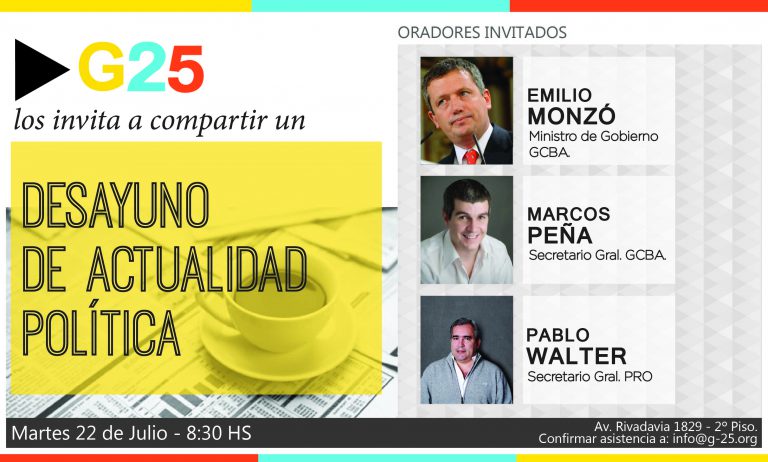 G25
los invita a compartir un
DESAYUNO
DE ACTUALIDAD
POLÍTICA
Martes 22 de Julio - 8:30 HS
ORADORES INVITADOS
EMILIO
MONZÓ
Ministro de Gobierno
GCBA.
MARCOS
PEÑA
Secretario Gral. GCBA.
PABLO
WALTER
Secretario Gral. PRO
Av. Rivadavia 1829 - 2º Piso.
Confirmar asistencia a: info@g-25.org